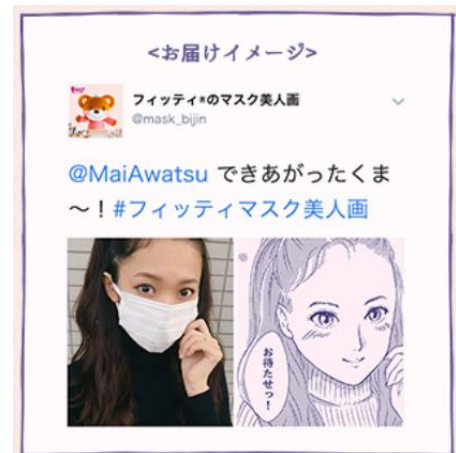 <お届けイメージ>
フィッティ*のマスク美人画
@mask_bijin
@MaiAwatsu できあがったくま
～！#フィッティマスク美人画
お待たせっ！